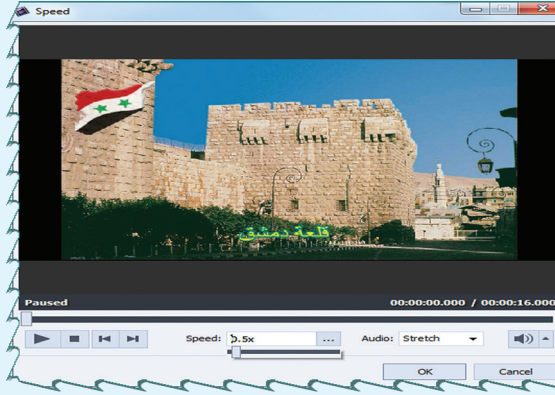 Speed
قلعة دمشق
Paused
00:00:00.000 / 00:00:16.000
Speed: 0.5x ... Audio: Stretch
OK Cancel